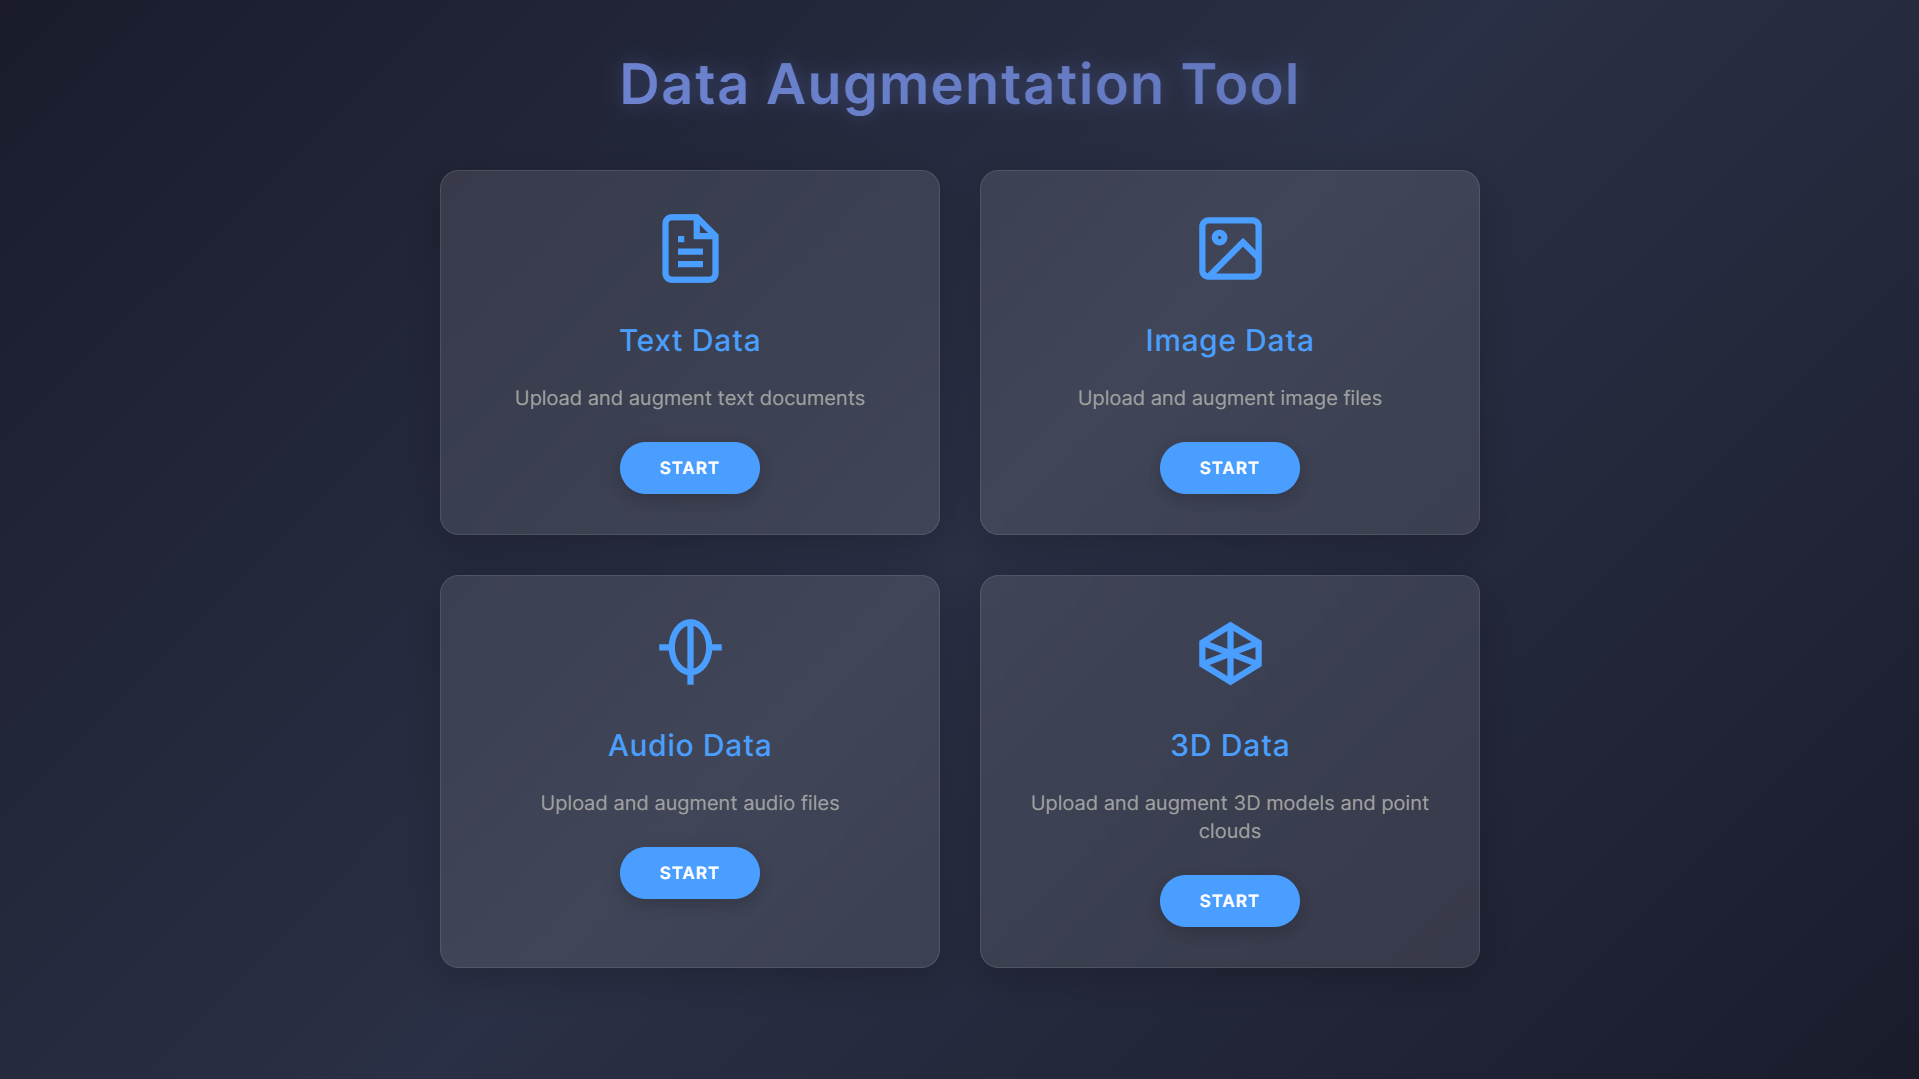 Data Augmentation Tool
Text Data
Upload and augment text documents
START
Image Data
Upload and augment image files
START
Audio Data
Upload and augment audio files
START
3D Data
Upload and augment 3D models and point
clouds
START